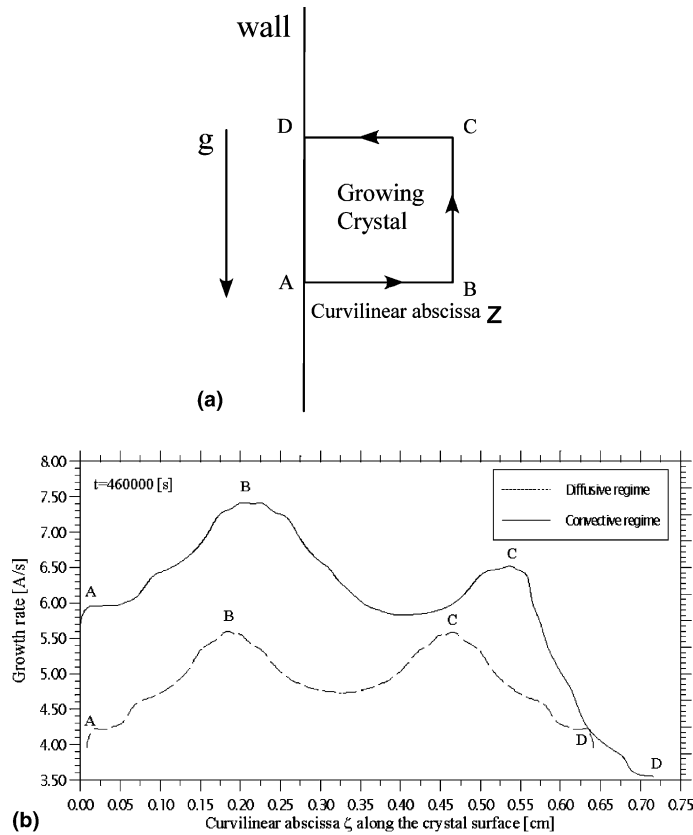 wall
D
C
g
Growing
Crystal
A
B
Curvilinear abscissa Z
(a)
8.00
7.50
7.00
6.50
6.00
5.50
5.00
4.50
4.00
3.50
Growth rate [A/s]
t=460000 [s]
Diffusive regime
Convective regime
B
C
A
B
C
A
D
D
0.00 0.05 0.10 0.15 0.20 0.25 0.30 0.35 0.40 0.45 0.50 0.55 0.60 0.65 0.70 0.75
Curvilinear abscissa ζ along the crystal surface [cm]
(b)